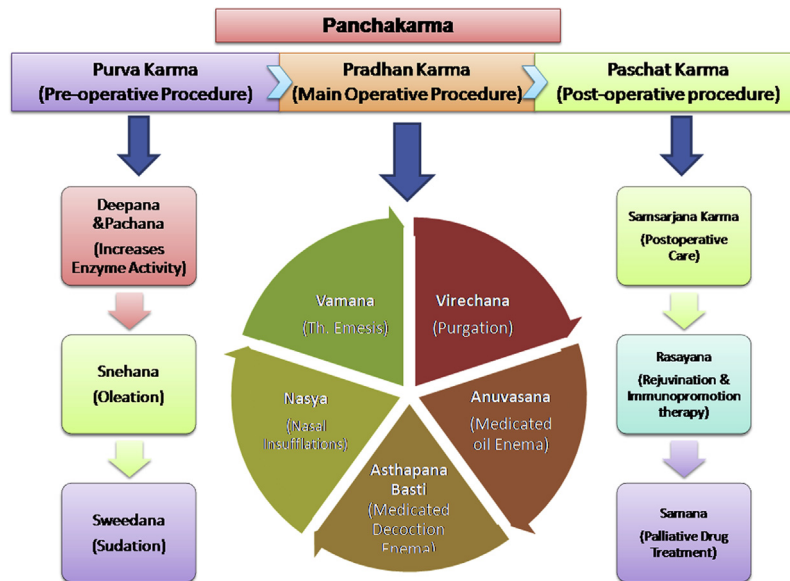 Panchakarma
Purva Karma
(Pre-operative Procedure)
Pradhan Karma
(Main Operative Procedure)
Paschat Karma
(Post-operative procedure)
Deepana
&Pachana
(Increases
Enzyme Activity)
Snehana
(Oleation)
Sweedana
(Sudation)
Vamana
(Th. Emesis)
Virechana
(Purgation)
Anuvasana
(Medicated
oil Enema)
Asthapana
Basti
(Medicated
Decoction
Enema)
Nasya
(Nasal
Insufflations)
Samsarjana Karma
(Postoperative
Care)
Rasayana
(Rejuvination &
Immunopromotion
therapy)
Samana
(Palliative Drug
Treatment)